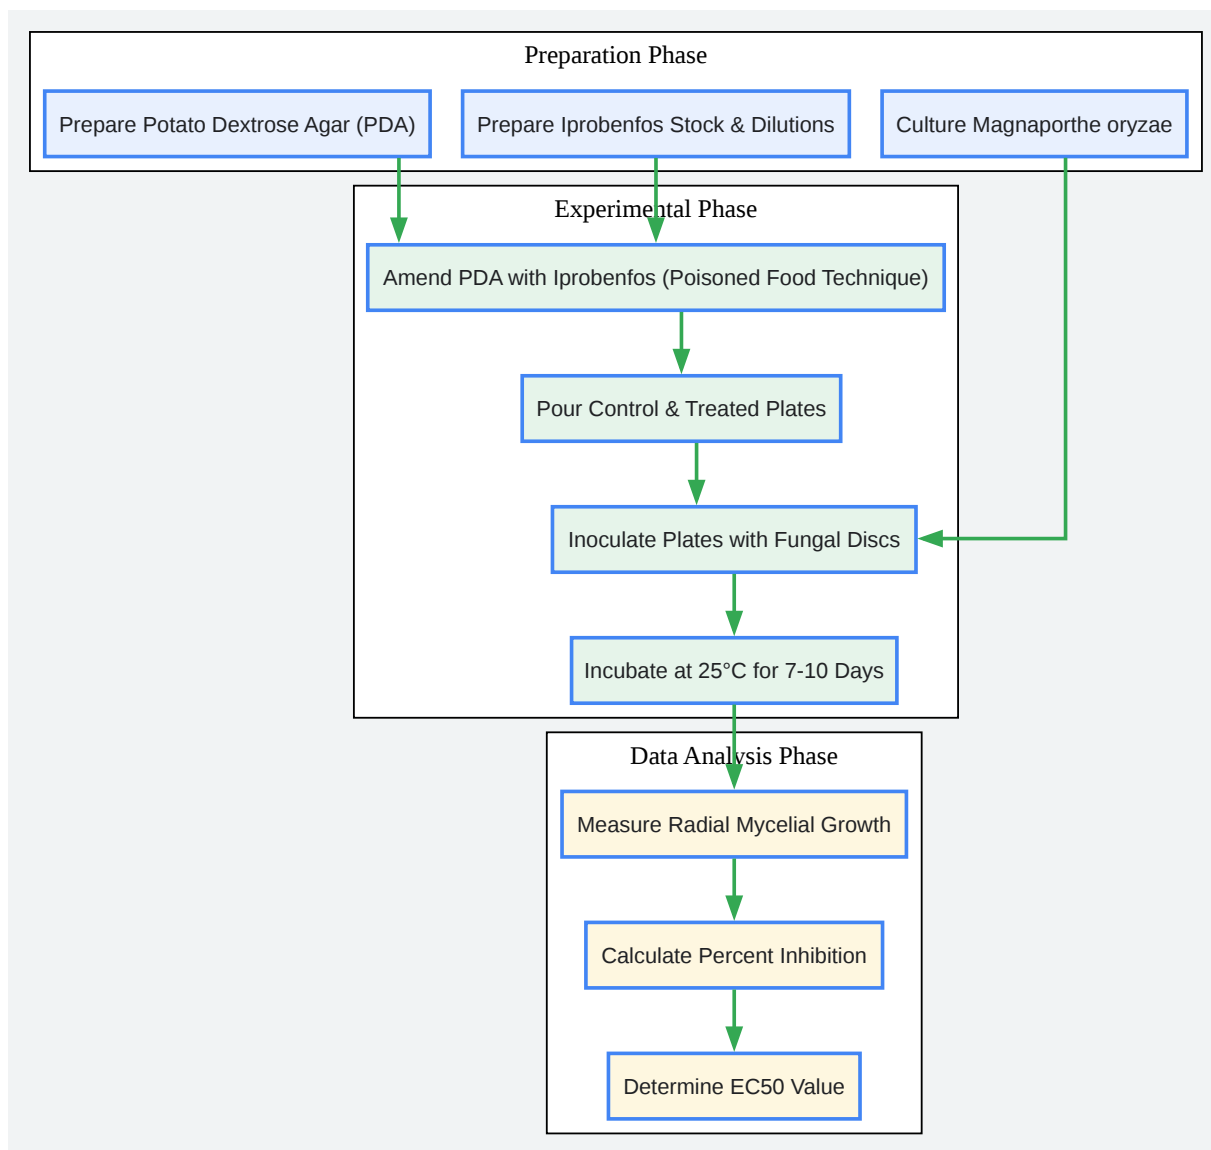 Preparation Phase
Prepare Potato Dextrose Agar (PDA)
Prepare Iprobenfos Stock & Dilutions
Culture Magnaporthe oryzae
Experimental Phase
Amend PDA with Iprobenfos (Poisoned Food Technique)
Pour Control & Treated Plates
Inoculate Plates with Fungal Discs
Incubate at 25°C for 7-10 Days
Data Analysis Phase
Measure Radial Mycelial Growth
Calculate Percent Inhibition
Determine EC50 Value